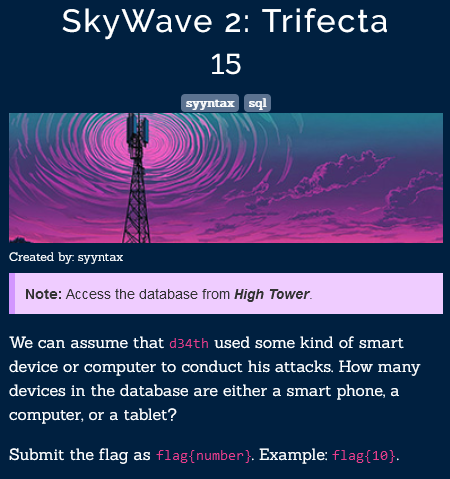 SkyWave 2: Trifecta
15
syyntax sql
Created by: syyntax
Note: Access the database from High Tower.
We can assume that d34th used some kind of smart
device or computer to conduct his attacks. How many
devices in the database are either a smart phone, a
computer, or a tablet?
Submit the flag as flag{number}. Example: flag{10}.